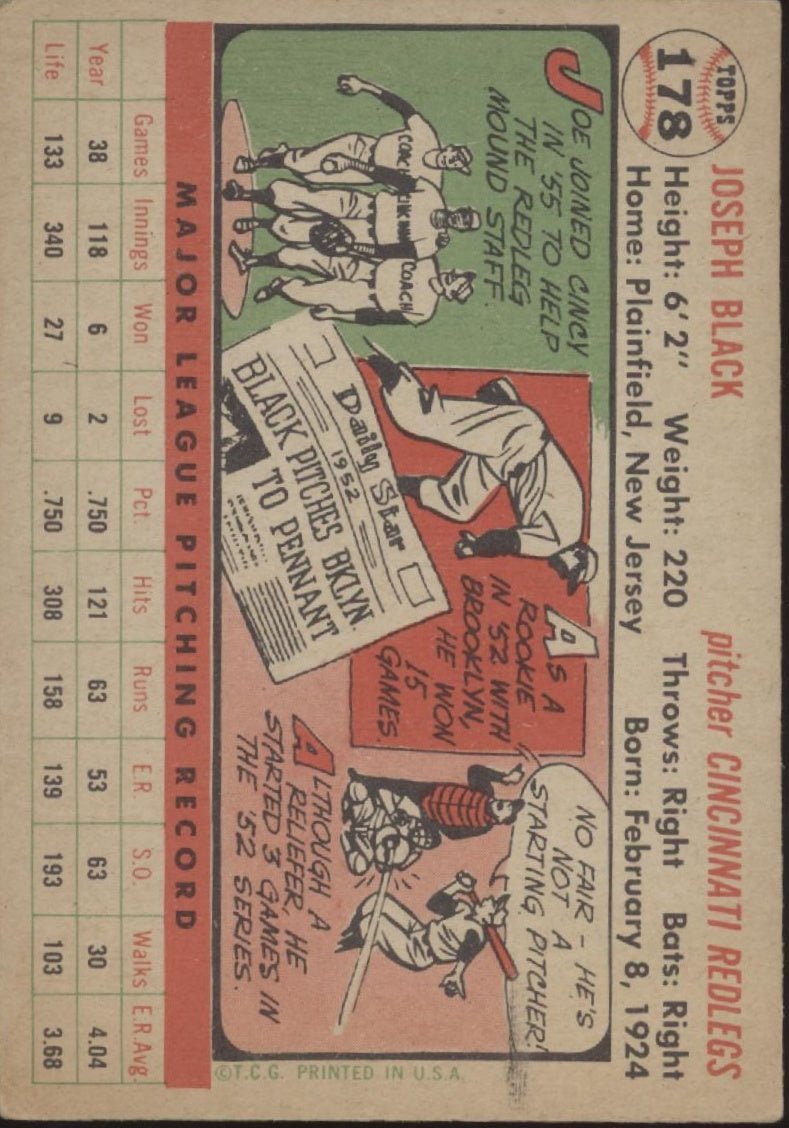 TOPPS
178
JOSEPH BLACK pitcher CINCINNATI REDLEGS
Height: 6' 2" Weight: 220 Throws: Right Bats: Right
Home: Plainfield, New Jersey Born: February 8, 1924
JOE JOINED CINCY
IN '55 TO HELP
THE REDLEG
MOUND STAFF.
COACH
COACH
Daily Star
1952
BLACK PITCHES BKLYN.
TO PENNANT
AS A
ROOKIE
IN '52 WITH
BROOKLYN,
HE WON
15
GAMES.
NO FAIR - HE'S
NOT A
STARTING PITCHER!
ALTHOUGH A
RELIEFER, HE
STARTED 3 GAMES IN
THE '52 SERIES.
©T.C.G. PRINTED IN U.S.A.
MAJOR LEAGUE PITCHING RECORD
Games Innings Won Lost Pct Hits Runs E.R. S.O. Walks E.R.Avg.
Year 38 118 6 2 .750 121 63 53 63 30 4.04
Life 133 340 27 9 .750 308 158 139 193 103 3.68